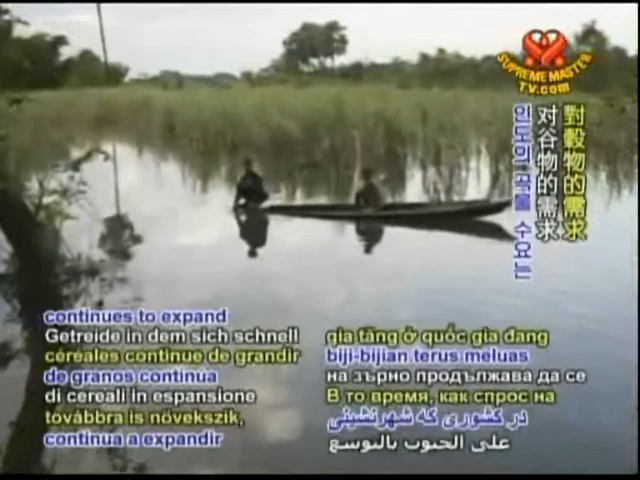 SUPREME MASTER
TV.com
對穀物的需求
对谷物的需求
인도의 곡물 수요는
continues to expand
Getreide in dem sich schnell
céréales continue de grandir
de granos continúa
di cereali in espansione
továbbra is növekszik,
continua a expandir
gia tăng ở quốc gia đang
biji-bijian terus meluas
на зърно продължава да се
В то время, как спрос на
در کشوری که شهرنشینی
على الحبوب بالتوسع